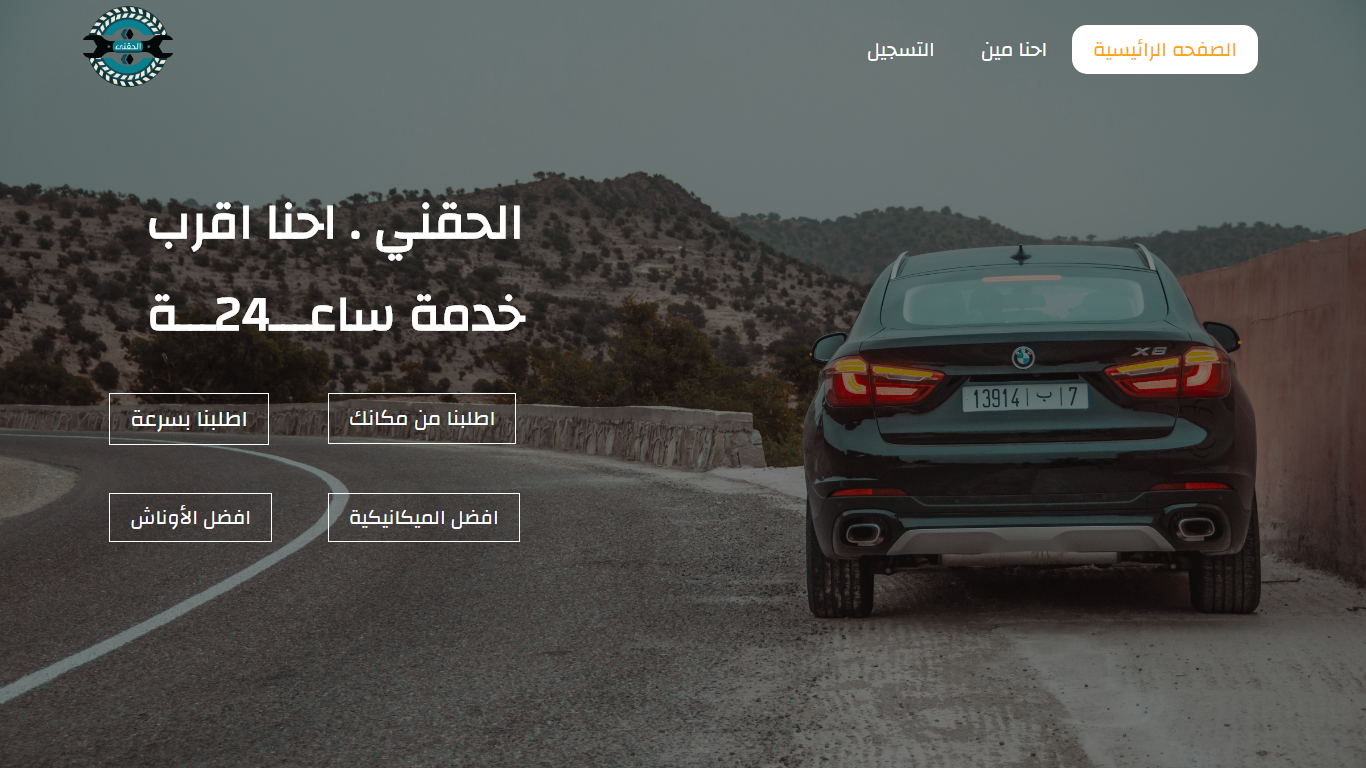 الصفحه الرائيسية
احنا مين
التسجيل
الحقني
الحقني . احنا اقرب
خدمة ساعـــ24ـــة
اطلبنا من مكانك
اطلبنا بسرعة
افضل الميكانيكية
افضل الأوناش
X6
13914 | ب | 7